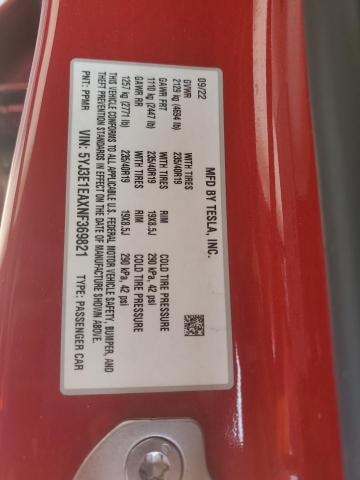 MFD BY TESLA, INC.
09/22
GVWR
2129 kg (4694 lb)
GAWR FRT WITH TIRES RIM COLD TIRE PRESSURE
1110 kg (2447 lb) 235/40R19 19X8.5J 290 kPa, 42 psi
GAWR RR WITH TIRES RIM COLD TIRE PRESSURE
1257 kg (2771 lb) 235/40R19 19X8.5J 290 kPa, 42 psi
THIS VEHICLE CONFORMS TO ALL APPLICABLE U.S. FEDERAL MOTOR VEHICLE SAFETY, BUMPER, AND
THEFT PREVENTION STANDARDS IN EFFECT ON THE DATE OF MANUFACTURE SHOWN ABOVE.
PNT: PPMR VIN: 5YJ3E1EAXNF369821 TYPE: PASSENGER CAR